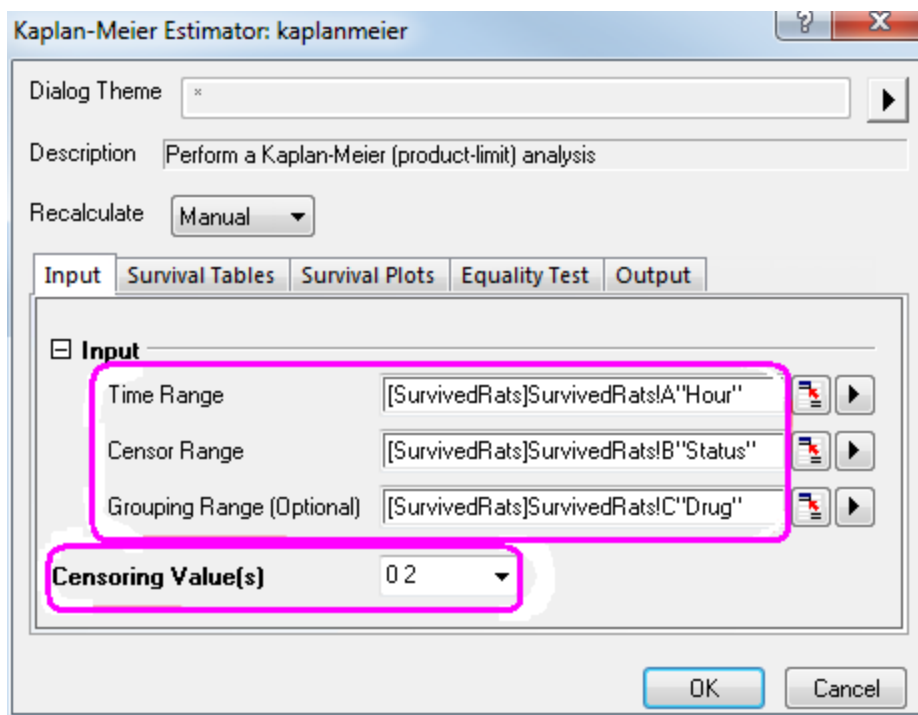 Kaplan-Meier Estimator: kaplanmeier
?
x
Dialog Theme *
Description Perform a Kaplan-Meier (product-limit) analysis
Recalculate Manual
Input Survival Tables Survival Plots Equality Test Output
Input
Time Range [SurvivedRats]SurvivedRats!A"Hour"
Censor Range [SurvivedRats]SurvivedRats!B"Status"
Grouping Range (Optional) [SurvivedRats]SurvivedRats!C"Drug"
Censoring Value(s) 0 2
OK Cancel